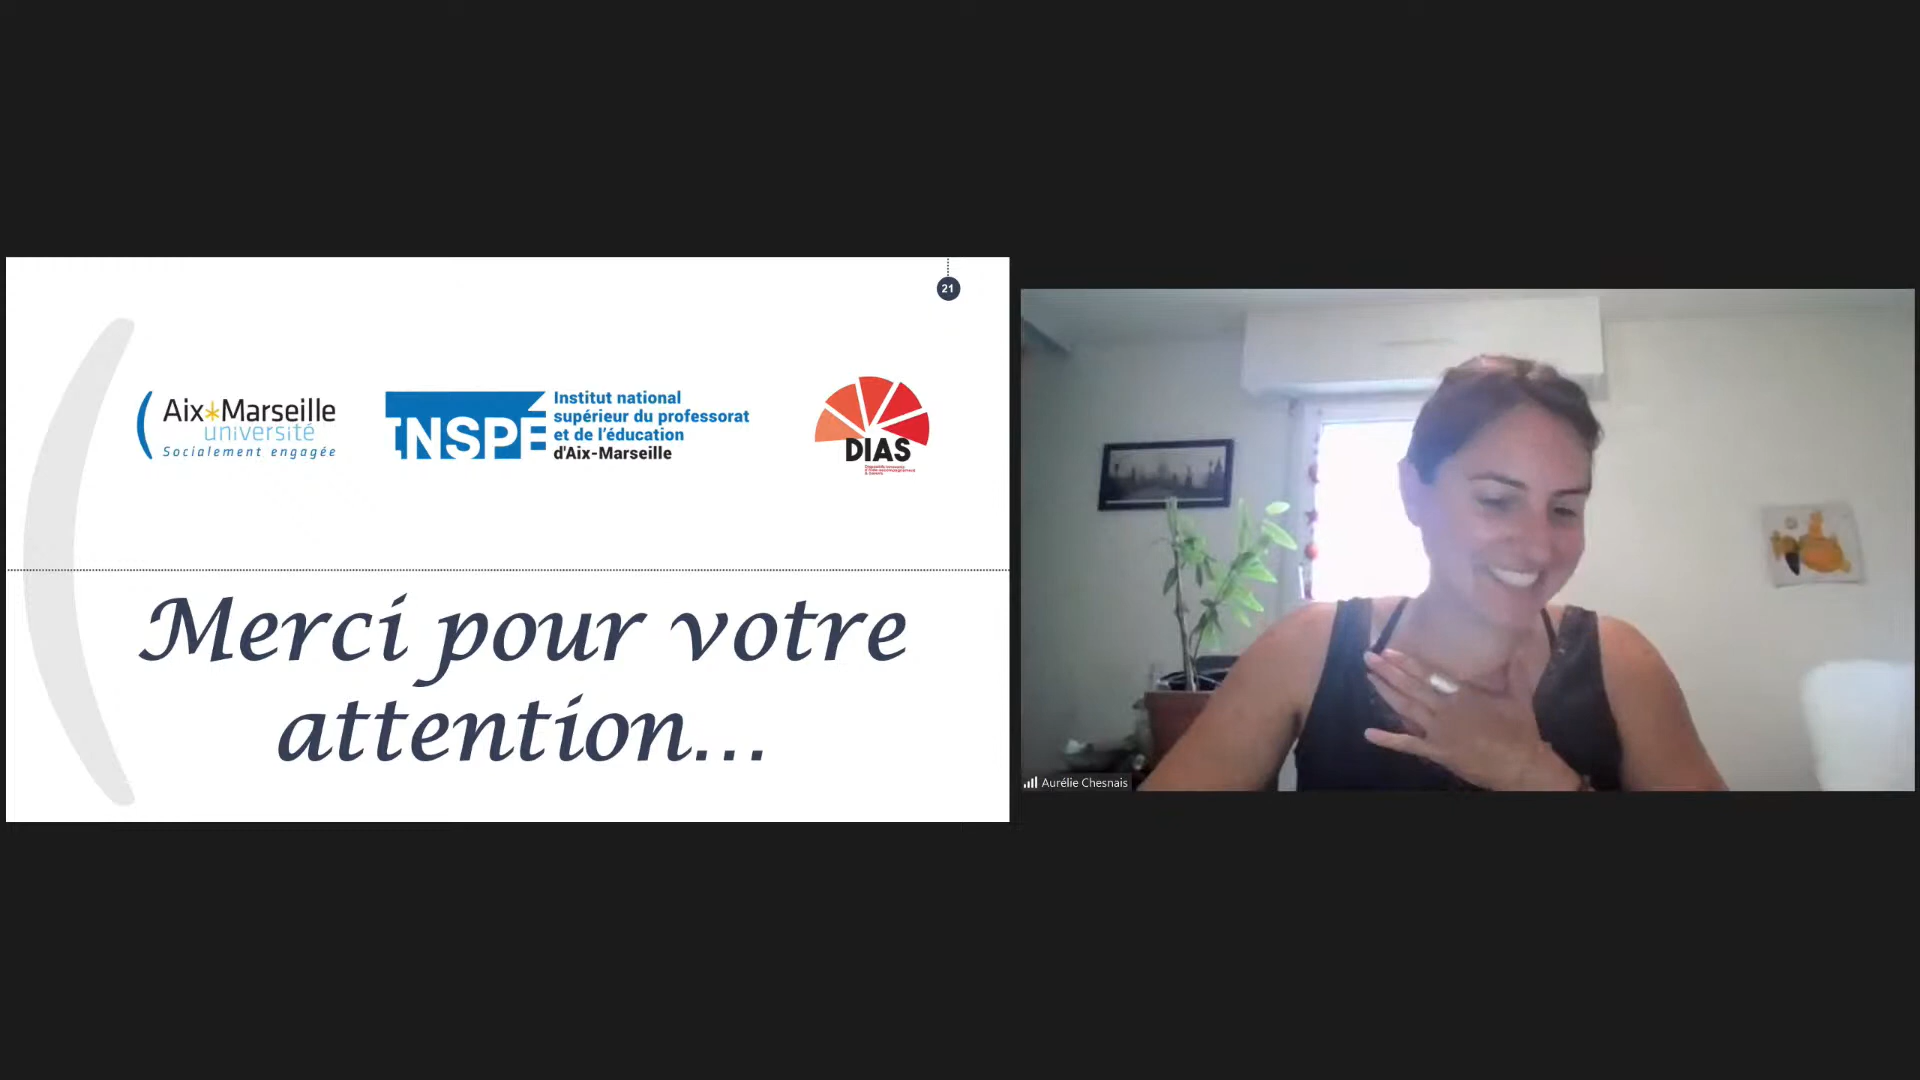 21
Aix*Marseille
université
Socialement engagée
INSPÉ
Institut national
supérieur du professorat
et de l'éducation
d'Aix-Marseille
DIAS
Merci pour votre
attention...
Aurélie Chesnais